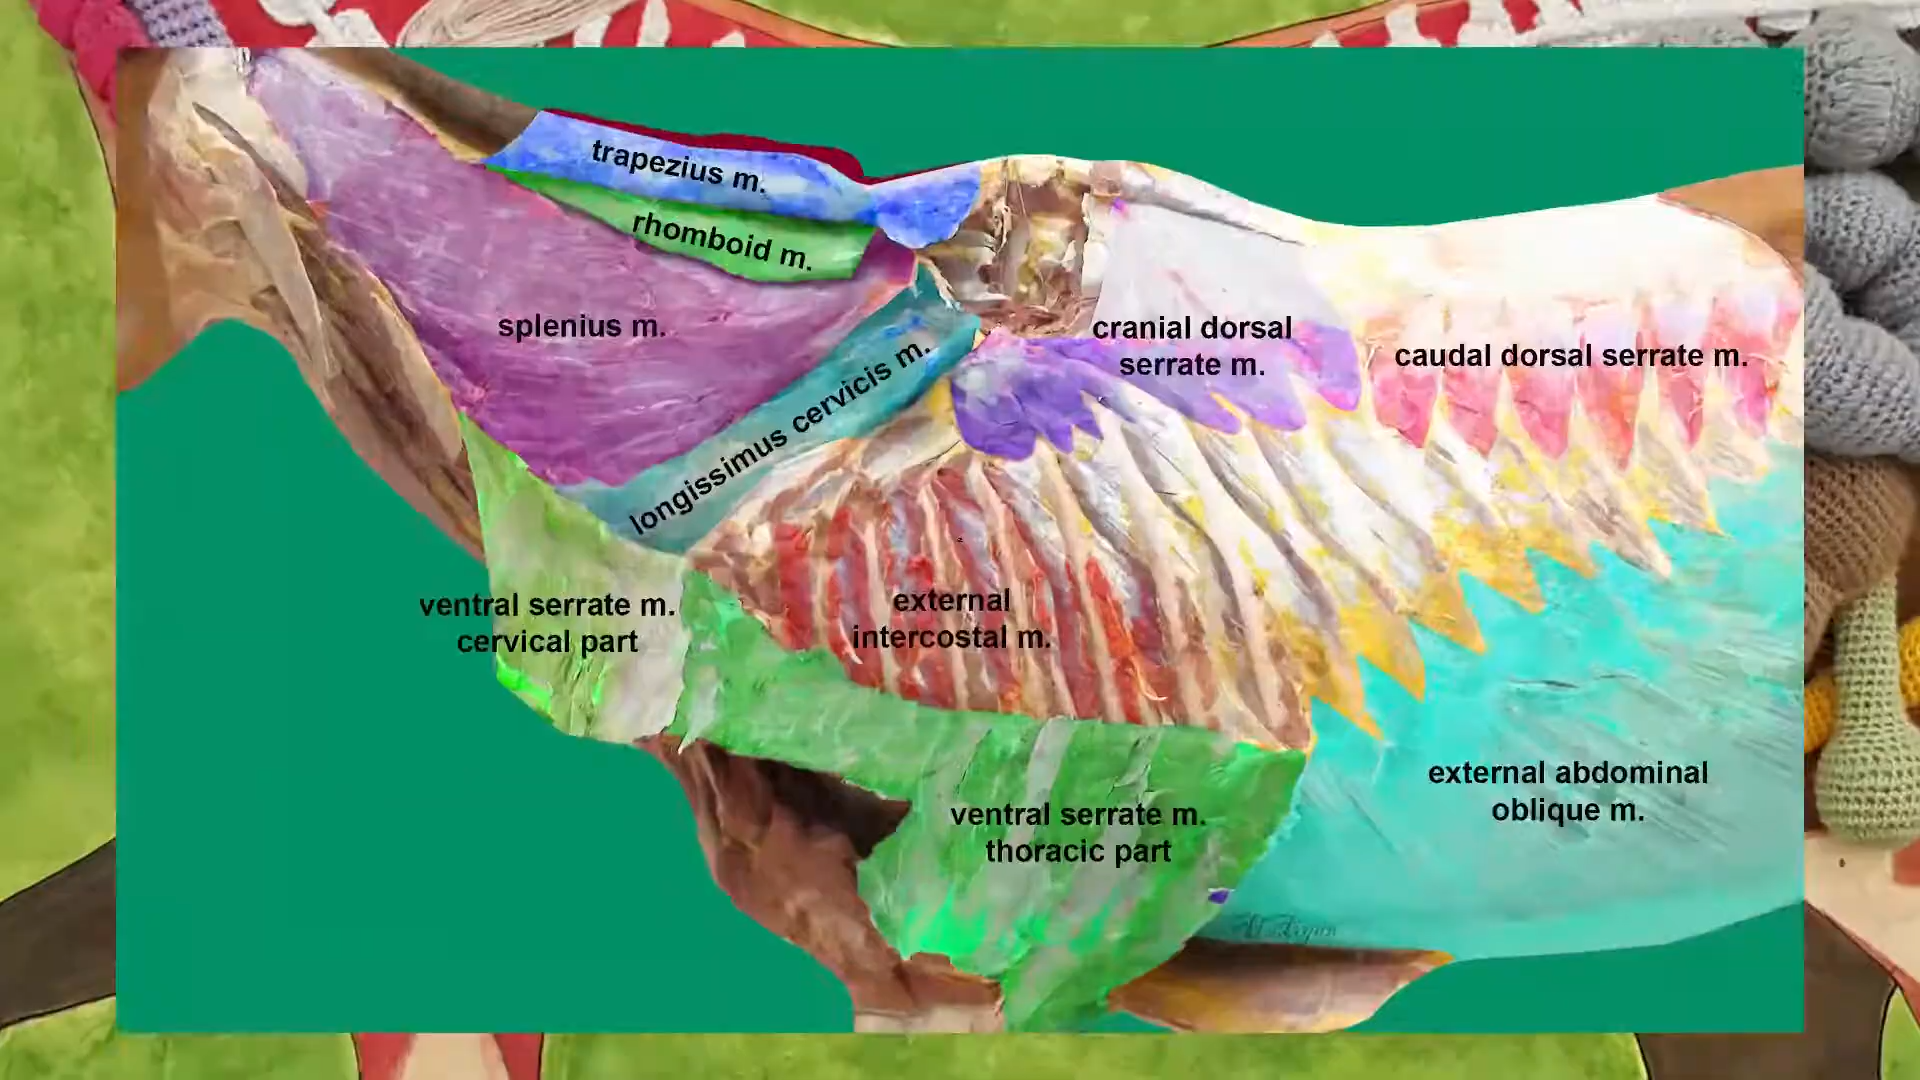 trapezius m.
rhomboid m.
splenius m.
longissimus cervicis m.
cranial dorsal
serrate m.
caudal dorsal serrate m.
ventral serrate m.
cervical part
external
intercostal m.
ventral serrate m.
thoracic part
external abdominal
oblique m.